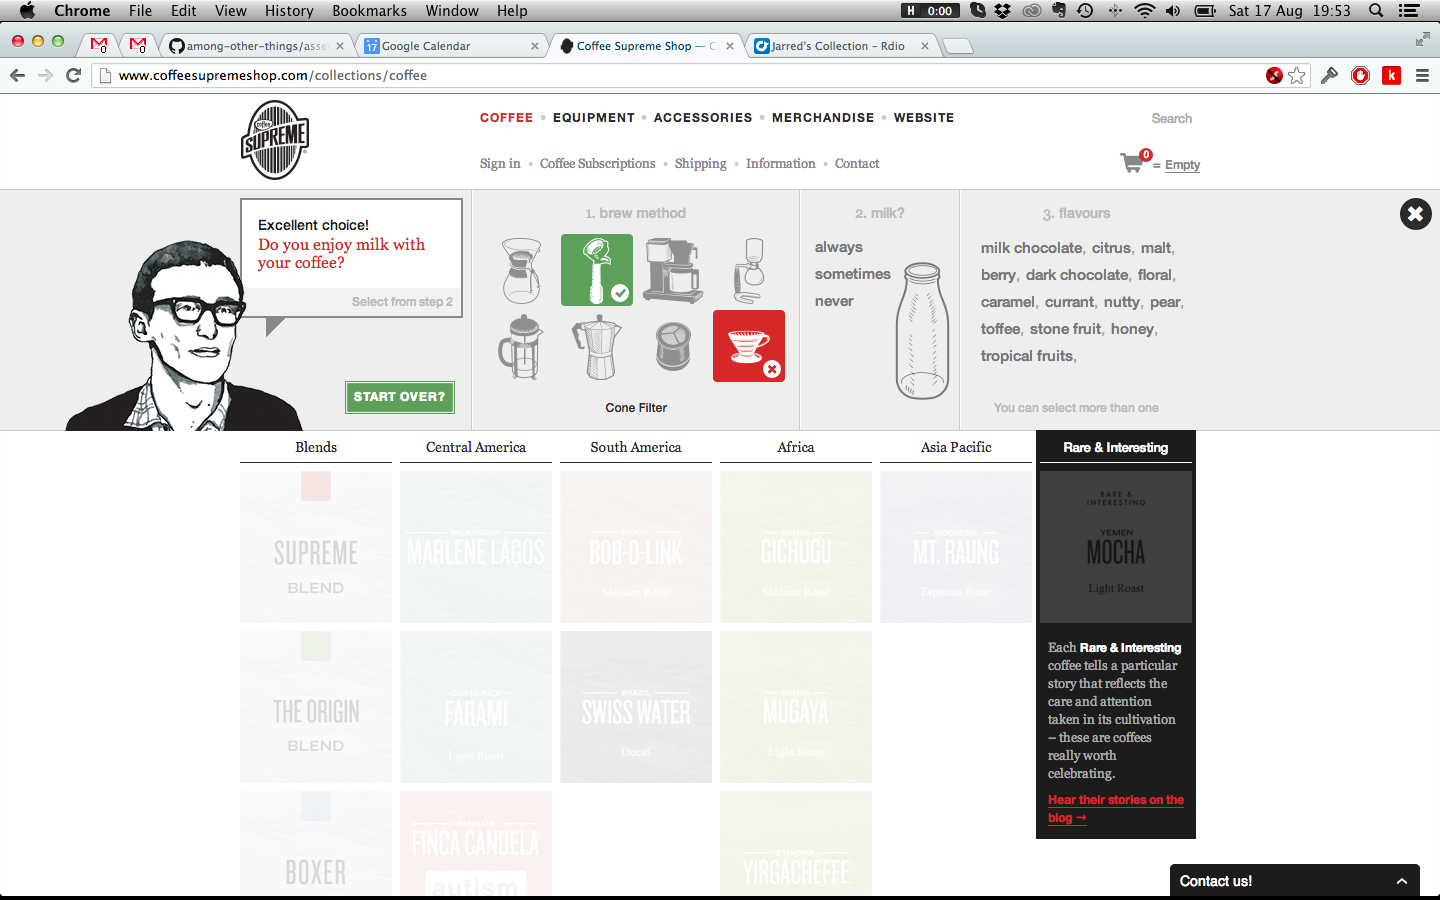 Chrome File Edit View History Bookmarks Window Help
H 0:00 Sat 17 Aug 19:53
0 0 among-other-things/asse 17 Google Calendar Coffee Supreme Shop — C Jarred's Collection – Rdio
www.coffeesupremeshop.com/collections/coffee
k
COFFEE • EQUIPMENT • ACCESSORIES • MERCHANDISE • WEBSITE
Search
Coffee
SUPREME
Sign in • Coffee Subscriptions • Shipping • Information • Contact
0 = Empty
Excellent choice!
Do you enjoy milk with
your coffee?
Select from step 2
START OVER?
1. brew method
Cone Filter
2. milk?
always
sometimes
never
3. flavours
milk chocolate, citrus, malt,
berry, dark chocolate, floral,
caramel, currant, nutty, pear,
toffee, stone fruit, honey,
tropical fruits,
You can select more than one
Blends
Central America
South America
Africa
Asia Pacific
Rare & Interesting
SUPREME
BLEND
NICARAGUA
MARLENE LAGOS
BRAZIL
BOB-O-LINK
Medium Roast
KENYA
GICHUGU
Medium Roast
INDONESIA
MT. RAUNG
Espresso Roast
RARE &
INTERESTING
YEMEN
MOCHA
Light Roast
THE ORIGIN
BLEND
COSTA RICA
FARAMI
Light Roast
BRAZIL
SWISS WATER
Decaf
KENYA
MUGAYA
Light Roast
Each Rare & Interesting
coffee tells a particular
story that reflects the
care and attention
taken in its cultivation
– these are coffees
really worth
celebrating.
Hear their stories on the
blog →
BOXER
PANAMA
FINCA CANDELA
autism
ETHIOPIA
YIRGACHEFFE
Contact us!